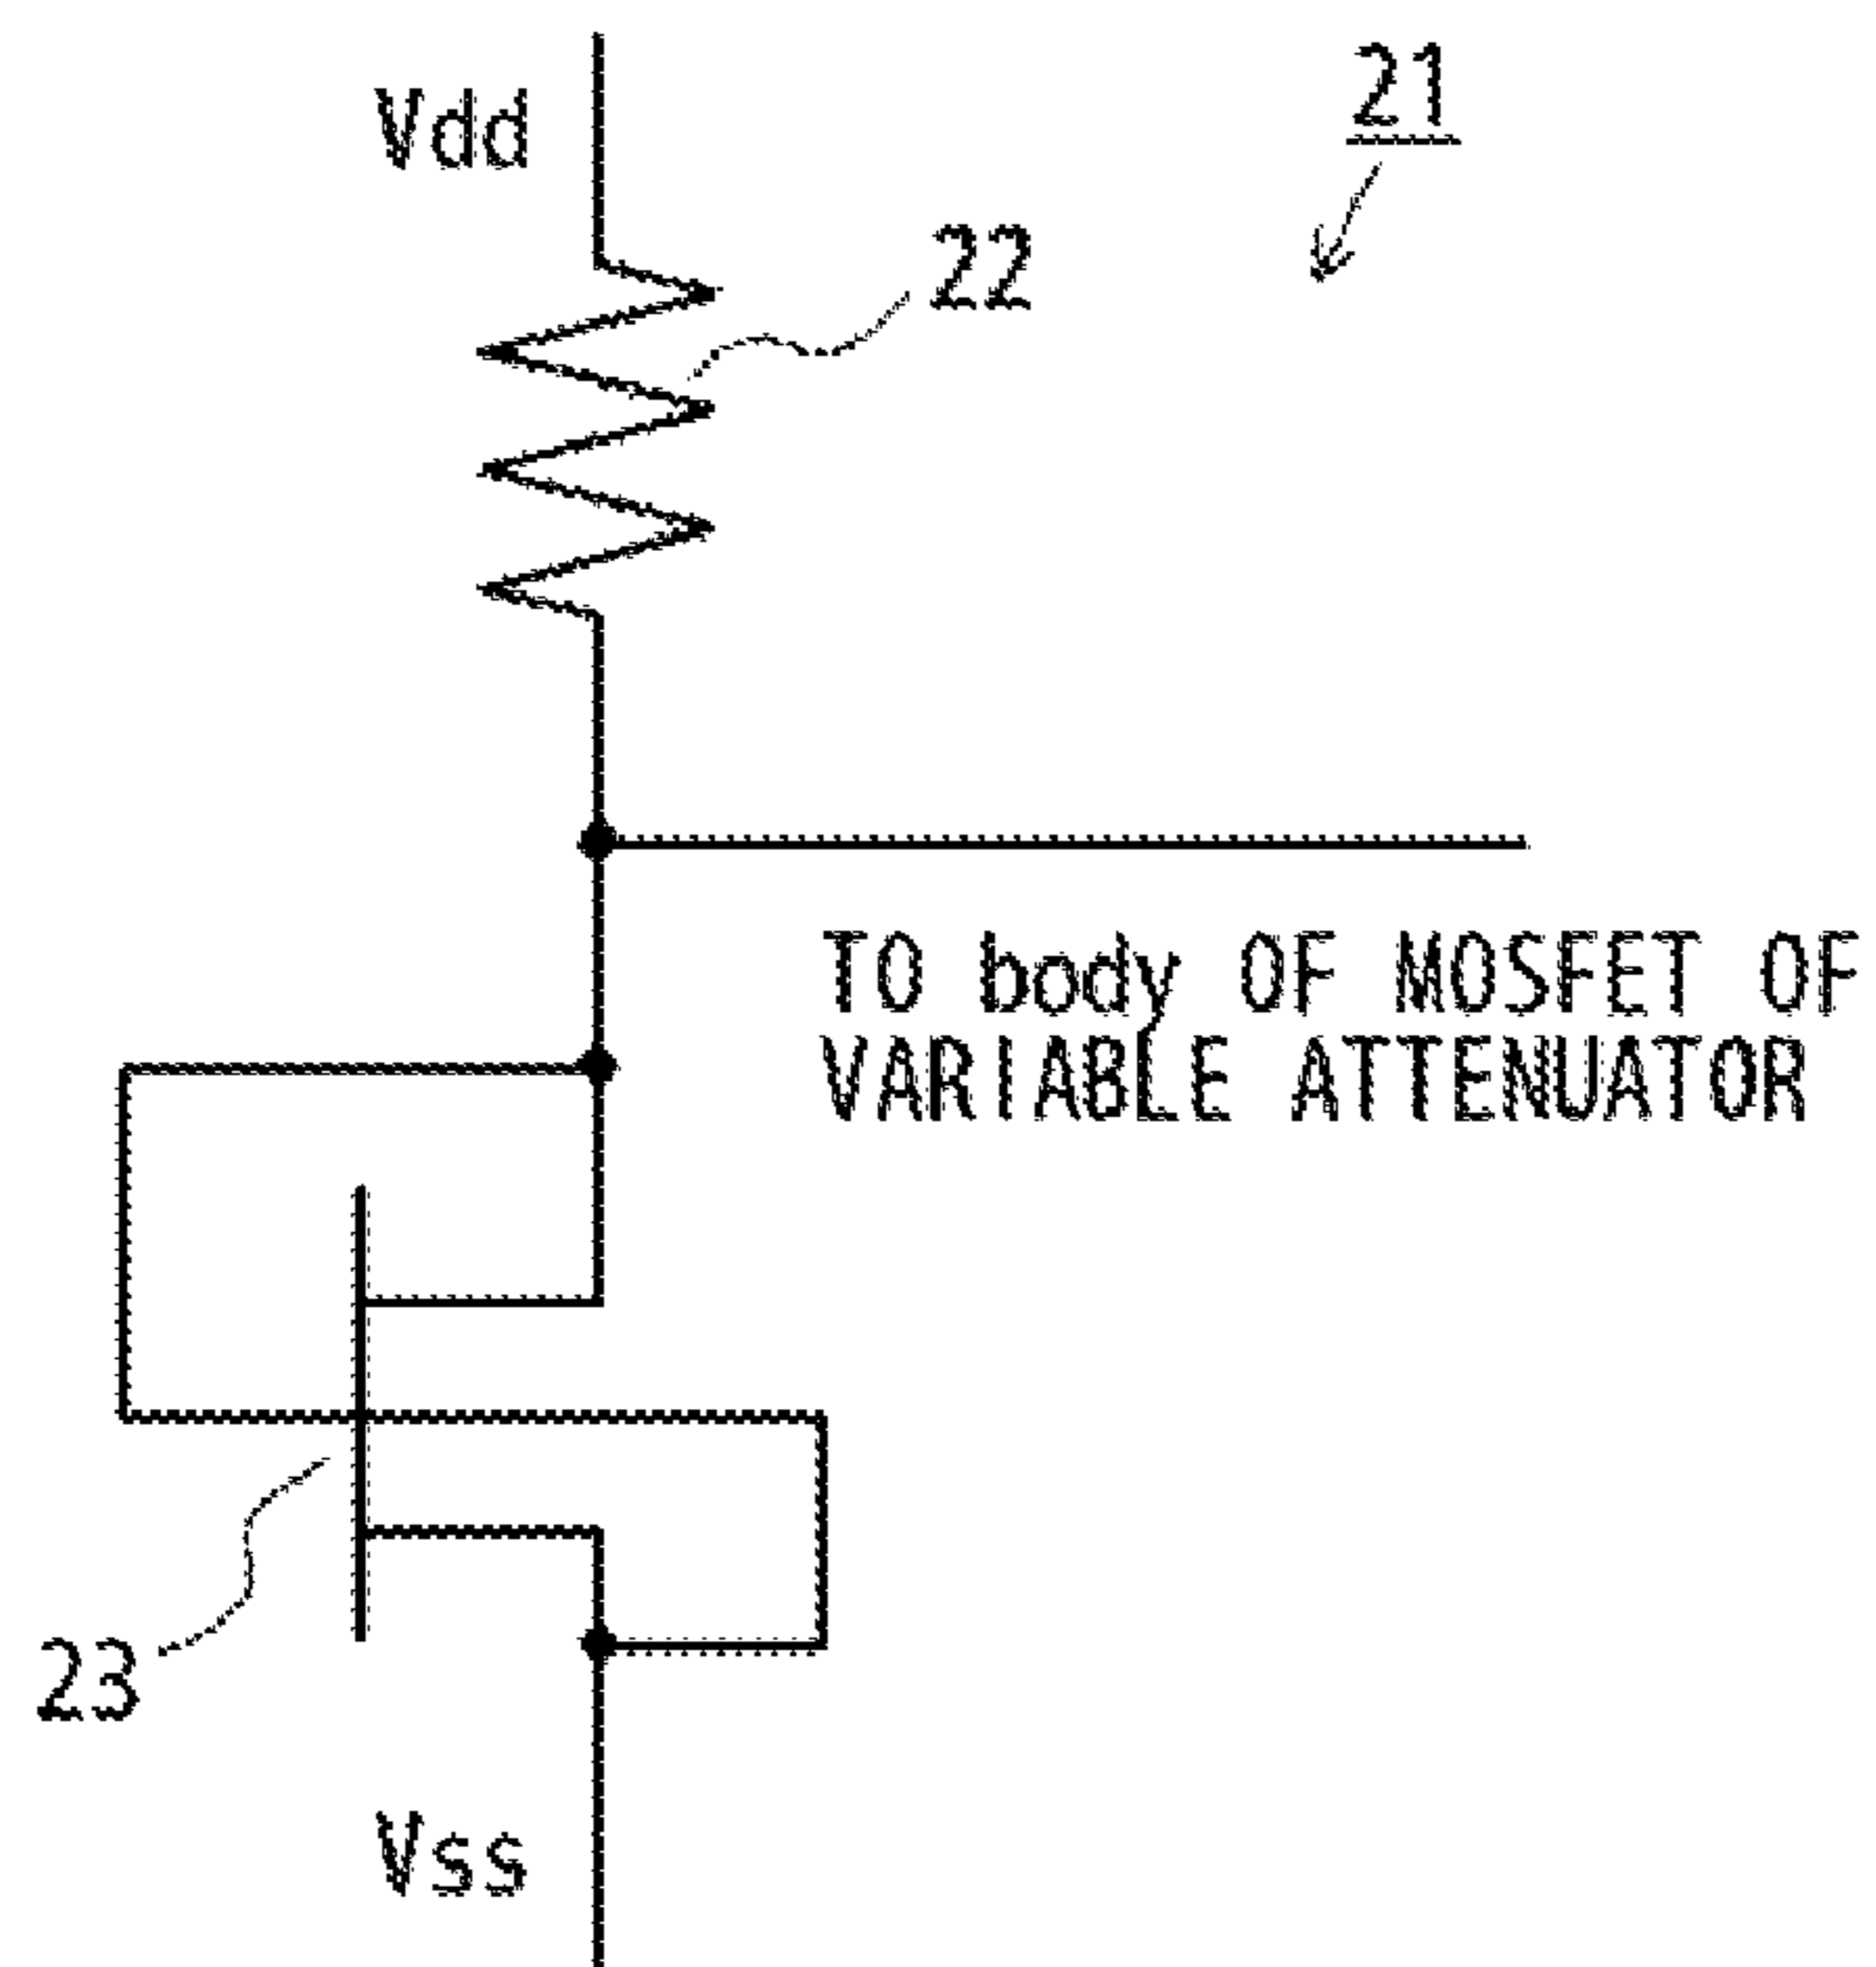 Vdd
21
22
TO body OF MOSFET OF
VARIABLE ATTENUATOR
23
Vss